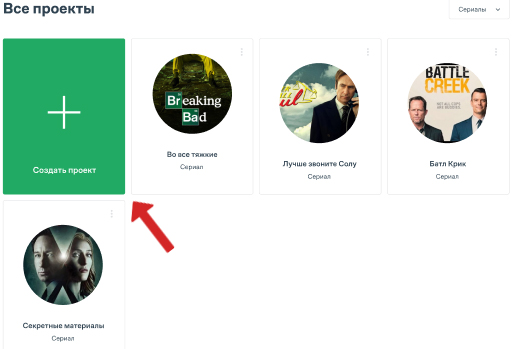 Все проекты
Сериалы
Создать проект
Breaking
Bad
Во все тяжкие
Сериал
Лучше звоните Солу
Сериал
BATTLE
CREEK
Батл Крик
Сериал
Секретные материалы
Сериал